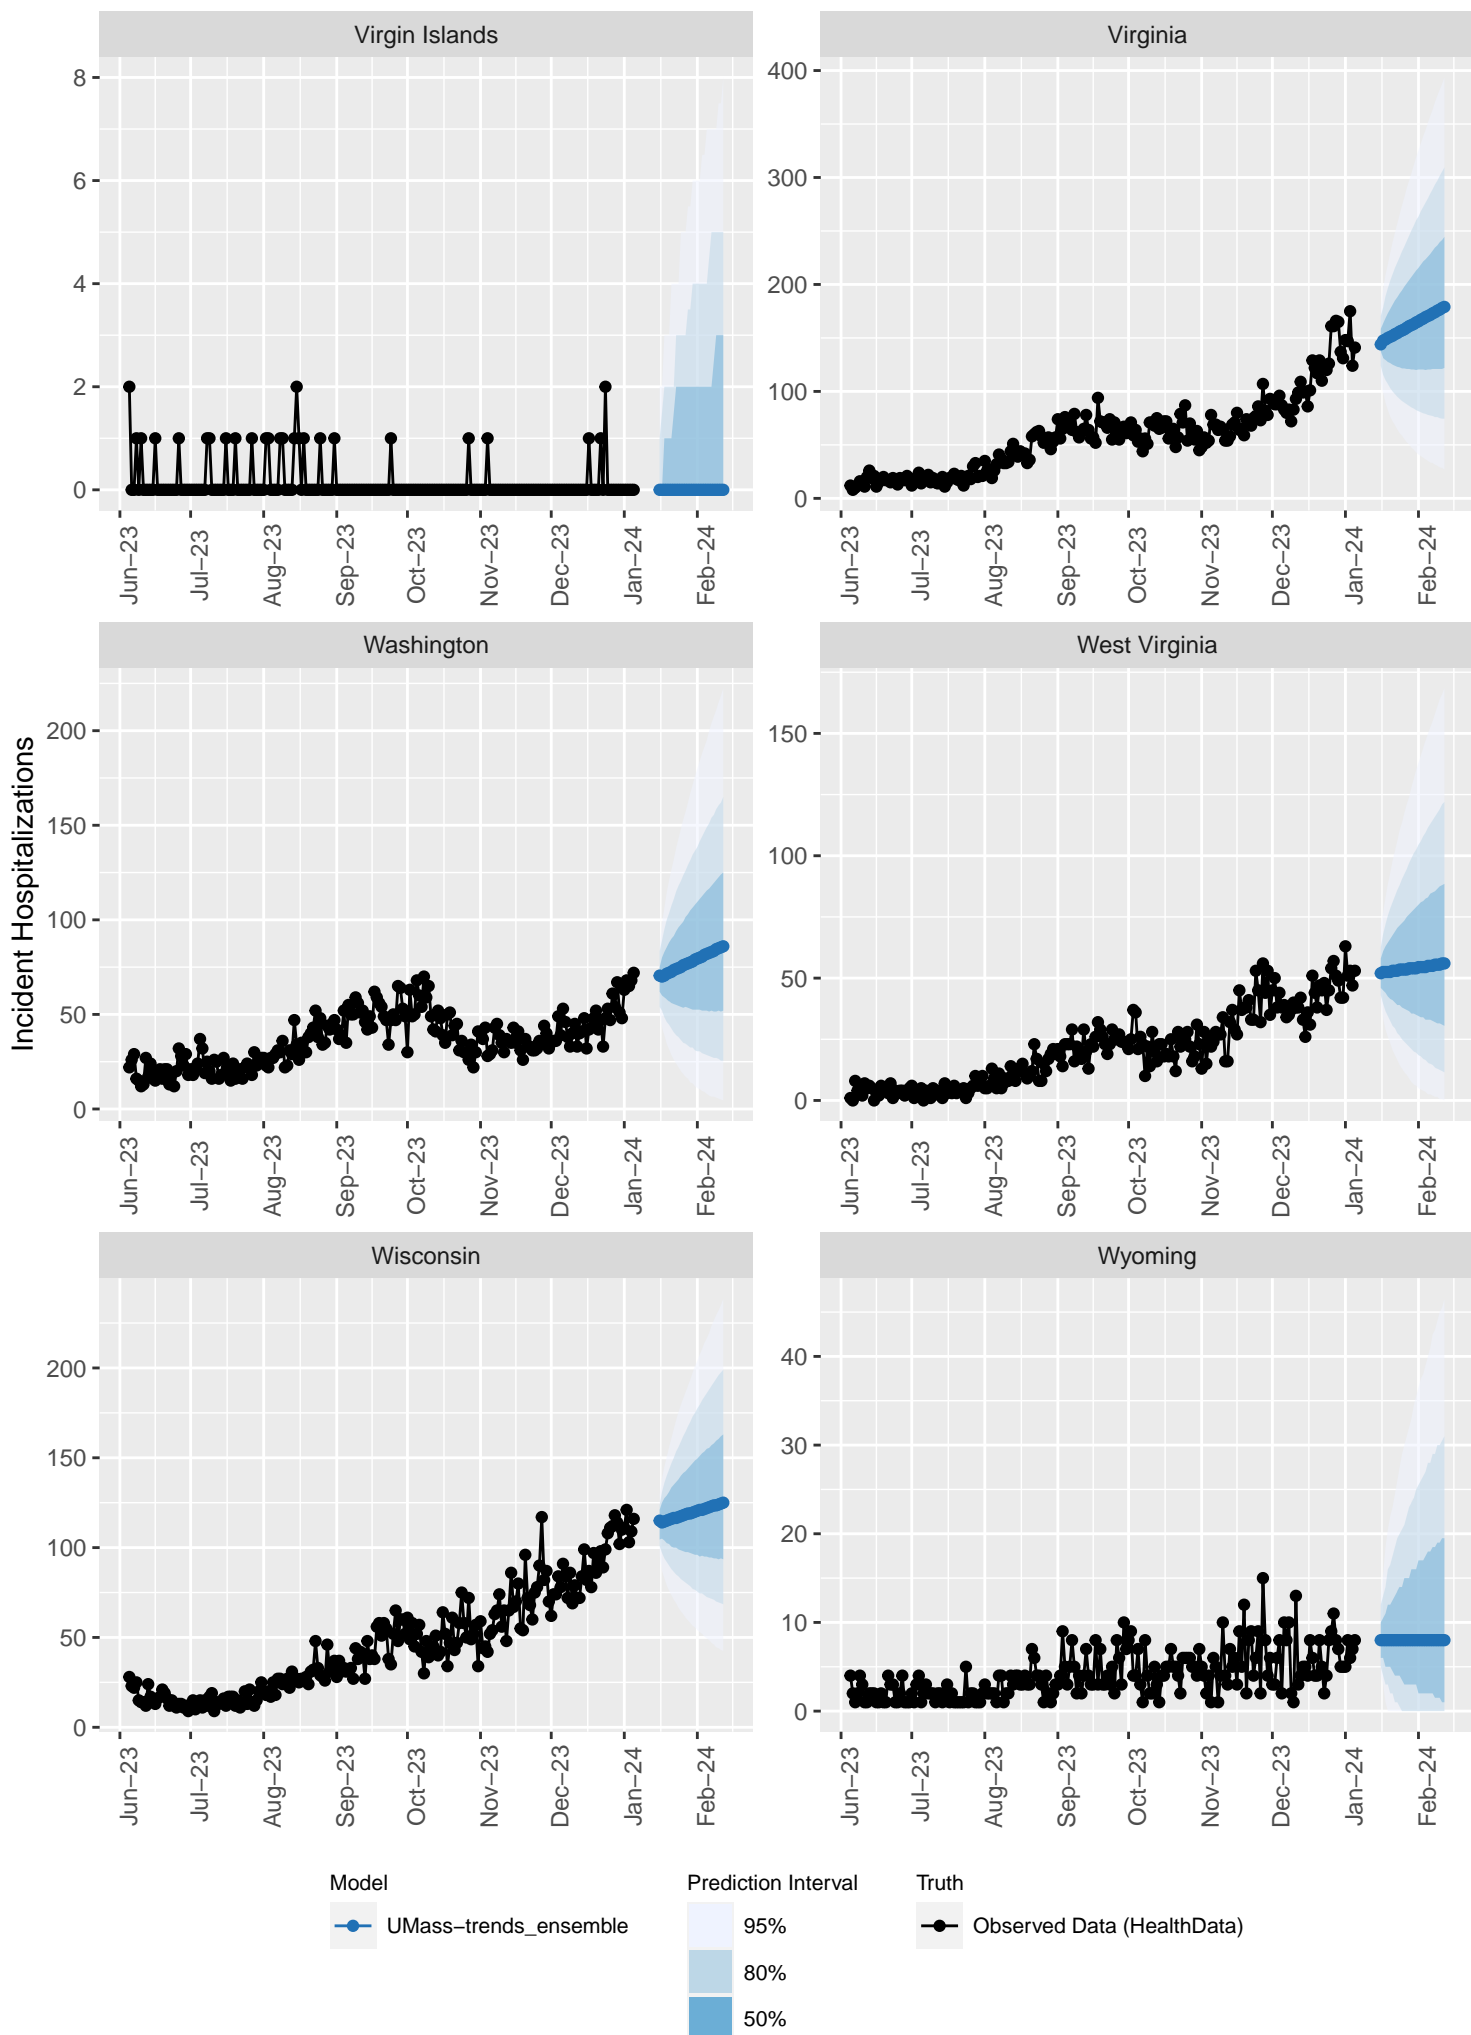 Virgin Islands
Virginia
8
6
4
2
0
400
300
200
100
0
Jun−23
Jul−23
Aug−23
Sep−23
Oct−23
Nov−23
Dec−23
Jan−24
Feb−24
Jun−23
Jul−23
Aug−23
Sep−23
Oct−23
Nov−23
Dec−23
Jan−24
Feb−24
Washington
West Virginia
Incident Hospitalizations
200
150
100
50
0
150
100
50
0
Jun−23
Jul−23
Aug−23
Sep−23
Oct−23
Nov−23
Dec−23
Jan−24
Feb−24
Jun−23
Jul−23
Aug−23
Sep−23
Oct−23
Nov−23
Dec−23
Jan−24
Feb−24
Wisconsin
Wyoming
200
150
100
50
0
40
30
20
10
0
Jun−23
Jul−23
Aug−23
Sep−23
Oct−23
Nov−23
Dec−23
Jan−24
Feb−24
Jun−23
Jul−23
Aug−23
Sep−23
Oct−23
Nov−23
Dec−23
Jan−24
Feb−24
Model
UMass−trends_ensemble
Prediction Interval
95%
80%
50%
Truth
Observed Data (HealthData)